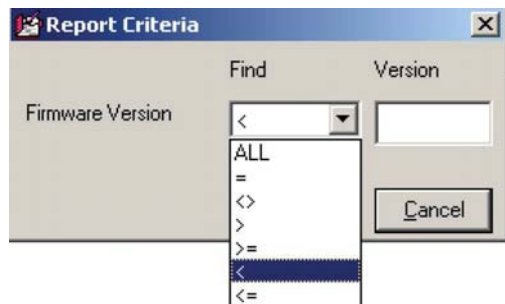 Report Criteria
Find Version
Firmware Version
<
ALL
=
<>
>
>=
<
<=
Cancel